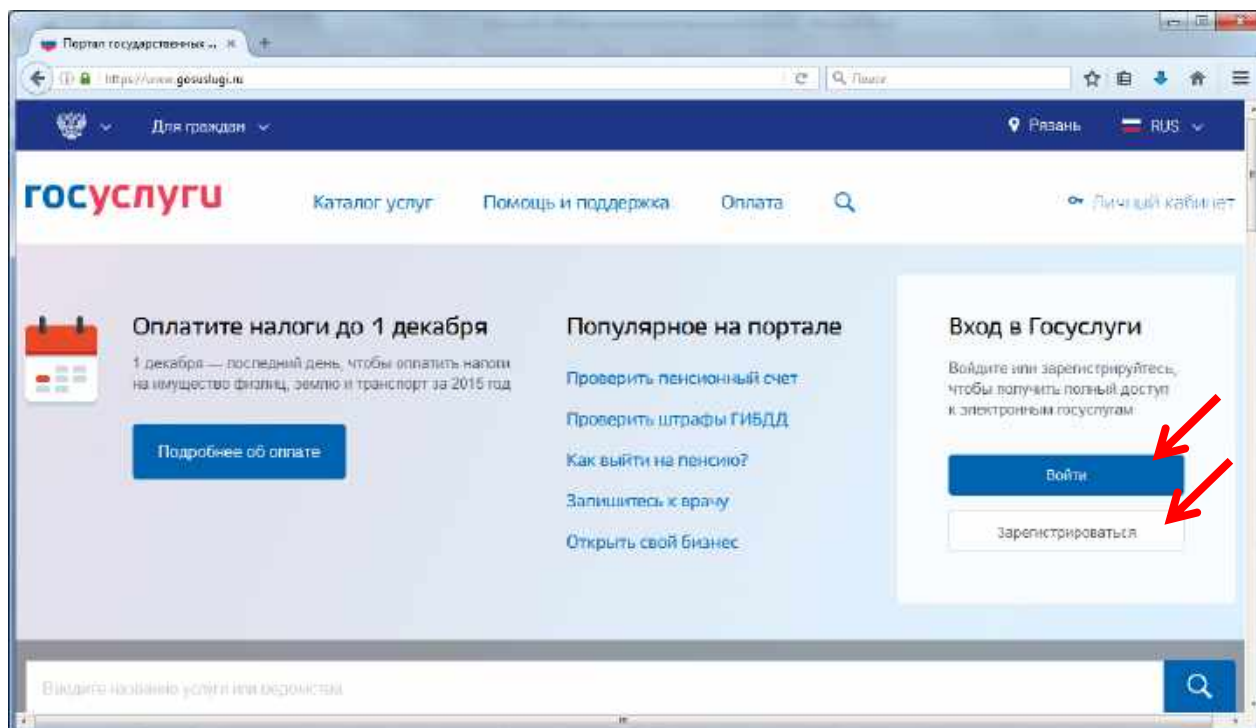 Портал государственных ..
https://www.gosuslugi.ru
Поиск
Для граждан
Рязань
RUS
госуслуги
Каталог услуг
Помощь и поддержка
Оплата
Личный кабинет
Оплатите налоги до 1 декабря
1 декабря — последний день, чтобы оплатить налоги
на имущество физлиц, землю и транспорт за 2015 год
Подробнее об оплате
Популярное на портале
Проверить пенсионный счет
Проверить штрафы ГИБДД
Как выйти на пенсию?
Запишитесь к врачу
Открыть свой бизнес
Вход в Госуслуги
Войдите или зарегистрируйтесь,
чтобы получить полный доступ
к электронным госуслугам
Войти
Зарегистрироваться
Введите название услуги или ведомства